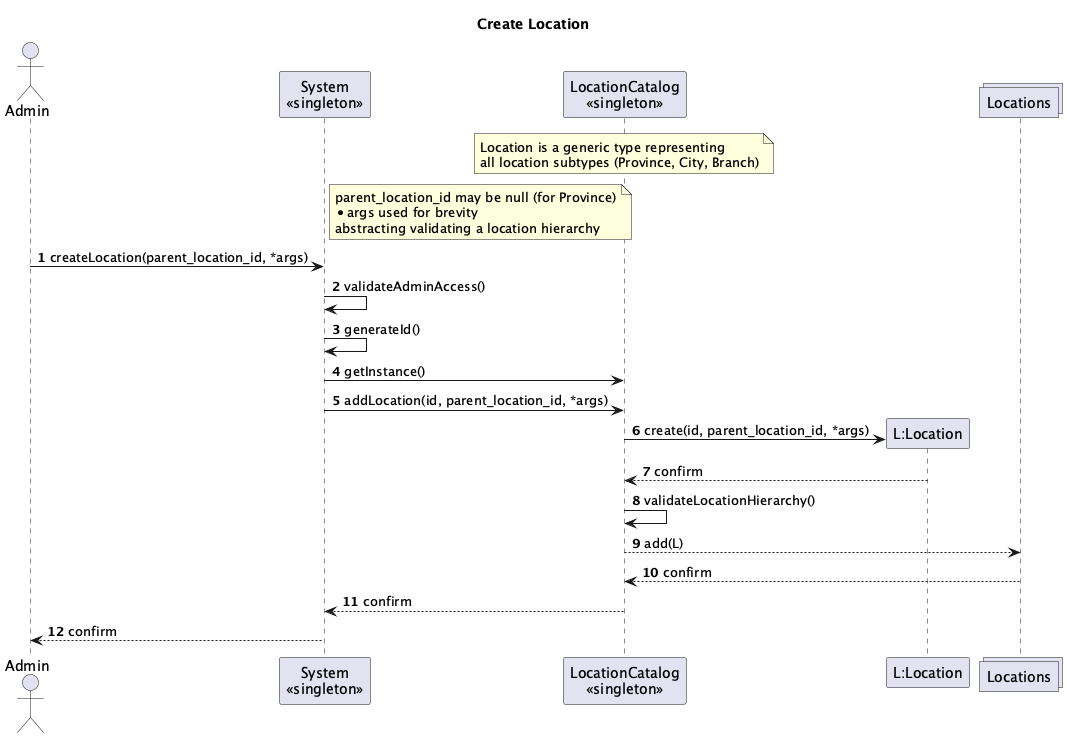 Create Location
Admin
System
«singleton»
LocationCatalog
«singleton»
Locations
Location is a generic type representing
all location subtypes (Province, City, Branch)
parent_location_id may be null (for Province)
• args used for brevity
abstracting validating a location hierarchy
1 createLocation(parent_location_id, *args)
2 validateAdminAccess()
3 generateId()
4 getInstance()
5 addLocation(id, parent_location_id, *args)
6 create(id, parent_location_id, *args)
L:Location
7 confirm
8 validateLocationHierarchy()
9 add(L)
10 confirm
11 confirm
12 confirm
Admin
System
«singleton»
LocationCatalog
«singleton»
L:Location
Locations